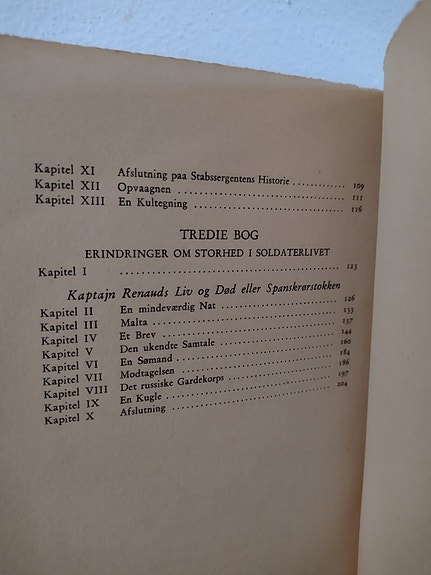 Kapitel XI Afslutning paa Stabssergentens Historie 109
Kapitel XII Opvaagnen 111
Kapitel XIII En Kultegning 116
TREDIE BOG
ERINDRINGER OM STORHED I SOLDATERLIVET
Kapitel I 123
Kaptajn Renauds Liv og Død eller Spanskrørstokken
Kapitel II En mindeværdig Nat 126
Kapitel III Malta 133
Kapitel IV Et Brev 137
Kapitel V Den ukendte Samtale 144
Kapitel VI En Sømand 160
Kapitel VII Modtagelsen 184
Kapitel VIII Det russiske Gardekorps 186
Kapitel IX En Kugle 197
Kapitel X Afslutning 204